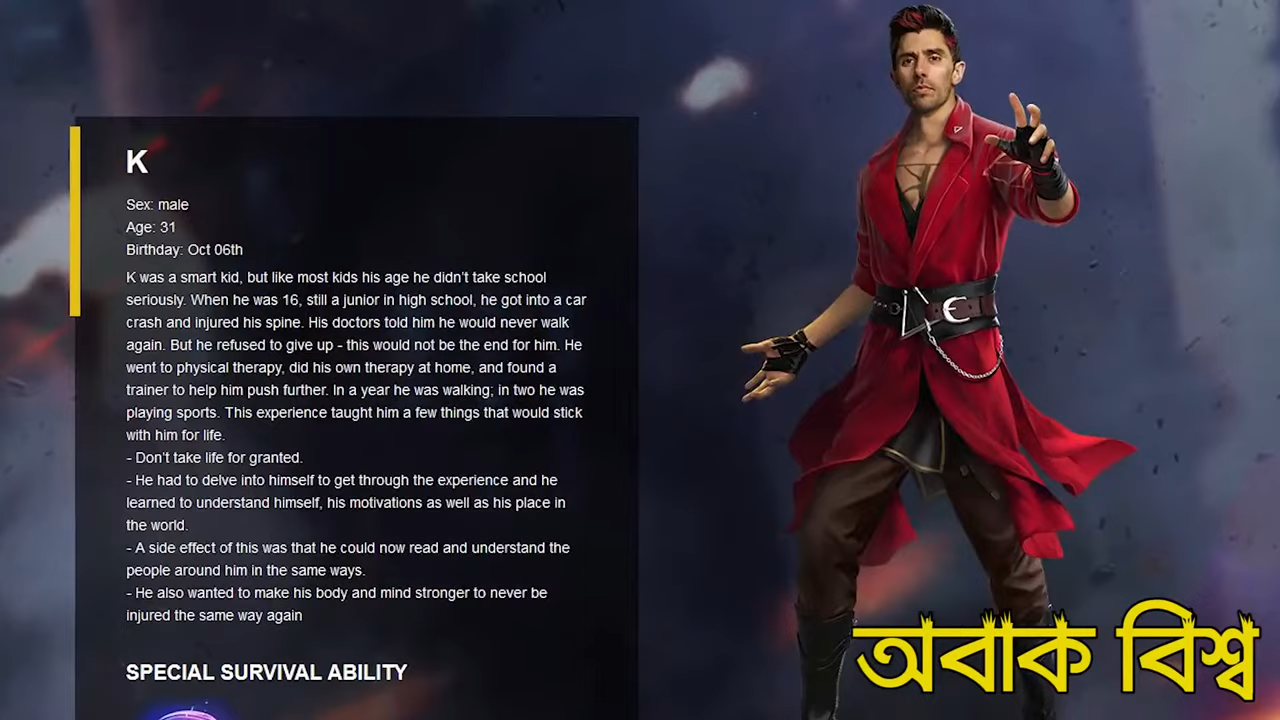 K
Sex: male
Age: 31
Birthday: Oct 06th
K was a smart kid, but like most kids his age he didn't take school
seriously. When he was 16, still a junior in high school, he got into a car
crash and injured his spine. His doctors told him he would never walk
again. But he refused to give up - this would not be the end for him. He
went to physical therapy, did his own therapy at home, and found a
trainer to help him push further. In a year he was walking; in two he was
playing sports. This experience taught him a few things that would stick
with him for life.
- Don't take life for granted.
- He had to delve into himself to get through the experience and he
learned to understand himself, his motivations as well as his place in
the world.
- A side effect of this was that he could now read and understand the
people around him in the same ways.
- He also wanted to make his body and mind stronger to never be
injured the same way again
SPECIAL SURVIVAL ABILITY
অবাক বিশ্ব